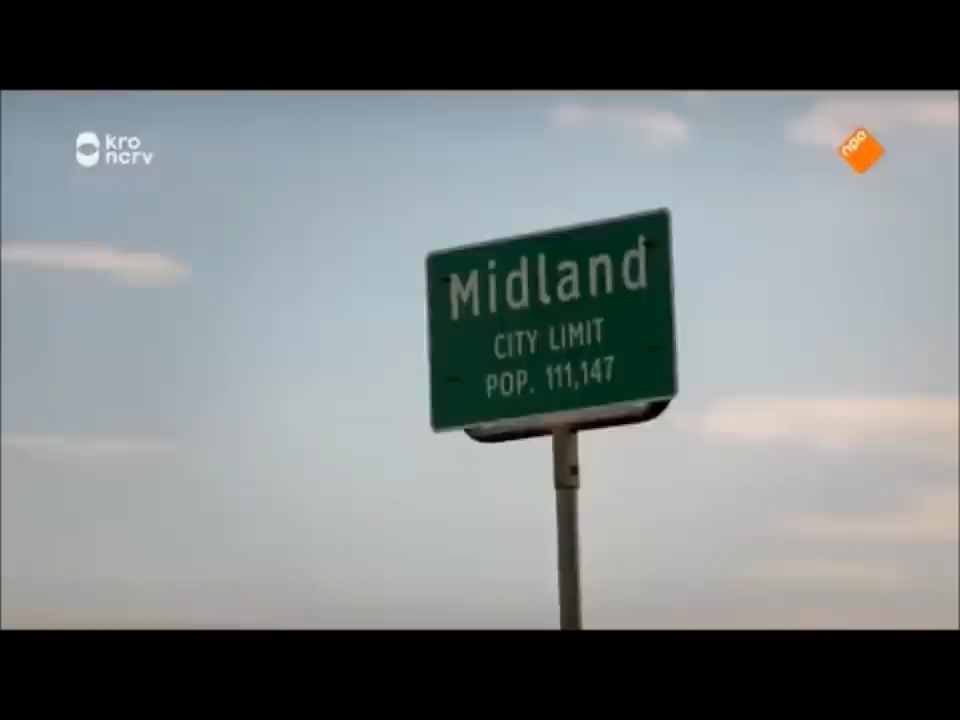 kro
ncrv
npo
Midland
CITY LIMIT
POP. 111,147